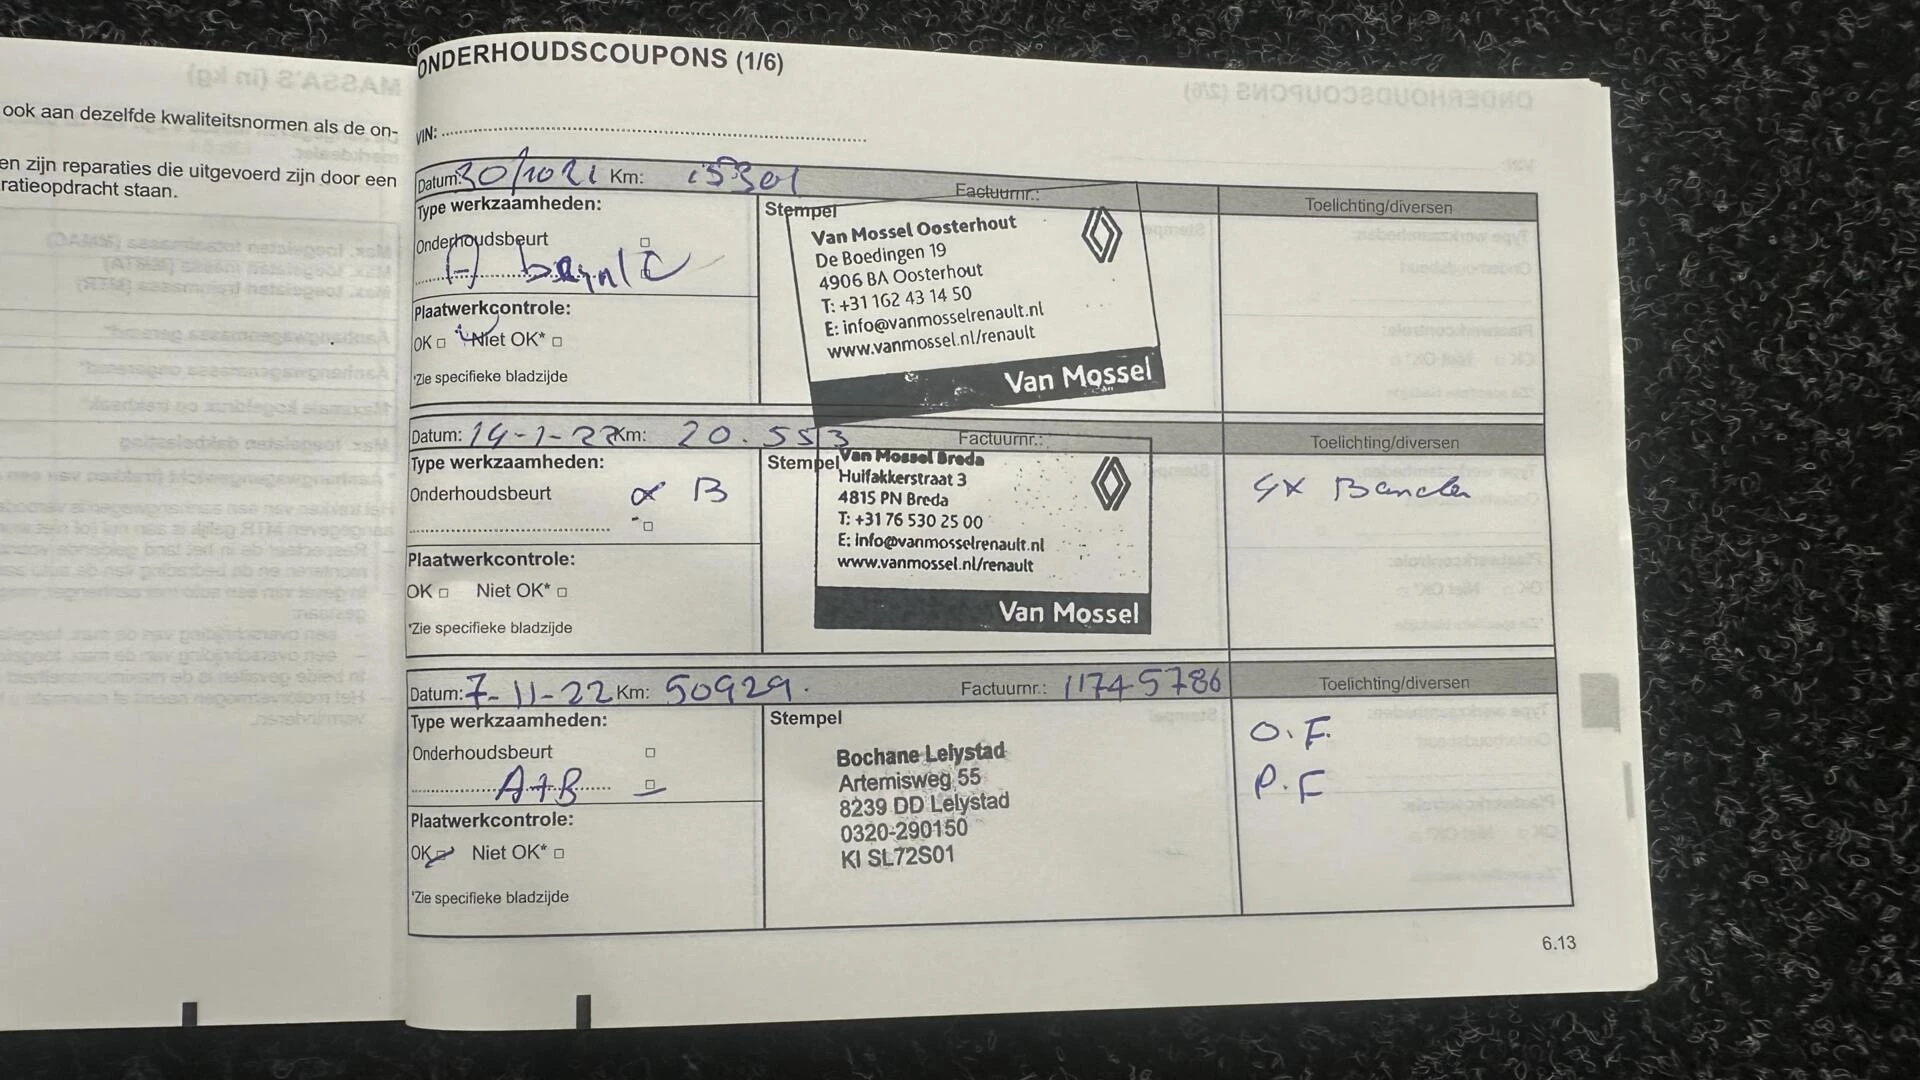 ook aan dezelfde kwaliteitsnormen als de on-
en zijn reparaties die uitgevoerd zijn door een
ratieopdracht staan.
ONDERHOUDSCOUPONS (1/6)
VIN:
Datum: 30/10 21 Km: 15301 Factuurnr.: Toelichting/diversen
Type werkzaamheden:
Onderhoudsbeurt
A
Plaatwerkcontrole:
OK Niet OK*
*Zie specifieke bladzijde
Stempel
Van Mossel Oosterhout
De Boedingen 19
4906 BA Oosterhout
T: +31 162 43 14 50
E: info@vanmosselrenault.nl
www.vanmossel.nl/renault
Van Mossel
Datum: 14-1-22 Km: 20.553 Factuurnr.: Toelichting/diversen
Type werkzaamheden:
Onderhoudsbeurt B
Plaatwerkcontrole:
OK Niet OK*
*Zie specifieke bladzijde
Stempel
Van Mossel Breda
Huifakkerstraat 3
4815 PN Breda
T: +31 76 530 25 00
E: info@vanmosselrenault.nl
www.vanmossel.nl/renault
Van Mossel
4x Banden
Datum: 7-11-22 Km: 50929. Factuurnr.: 11745786 Toelichting/diversen
Type werkzaamheden:
Onderhoudsbeurt
A+B
Plaatwerkcontrole:
OK Niet OK*
*Zie specifieke bladzijde
Stempel
Bochane Lelystad
Artemisweg 55
8239 DD Lelystad
0320-290150
KI SL72S01
O.F.
P.F
6.13